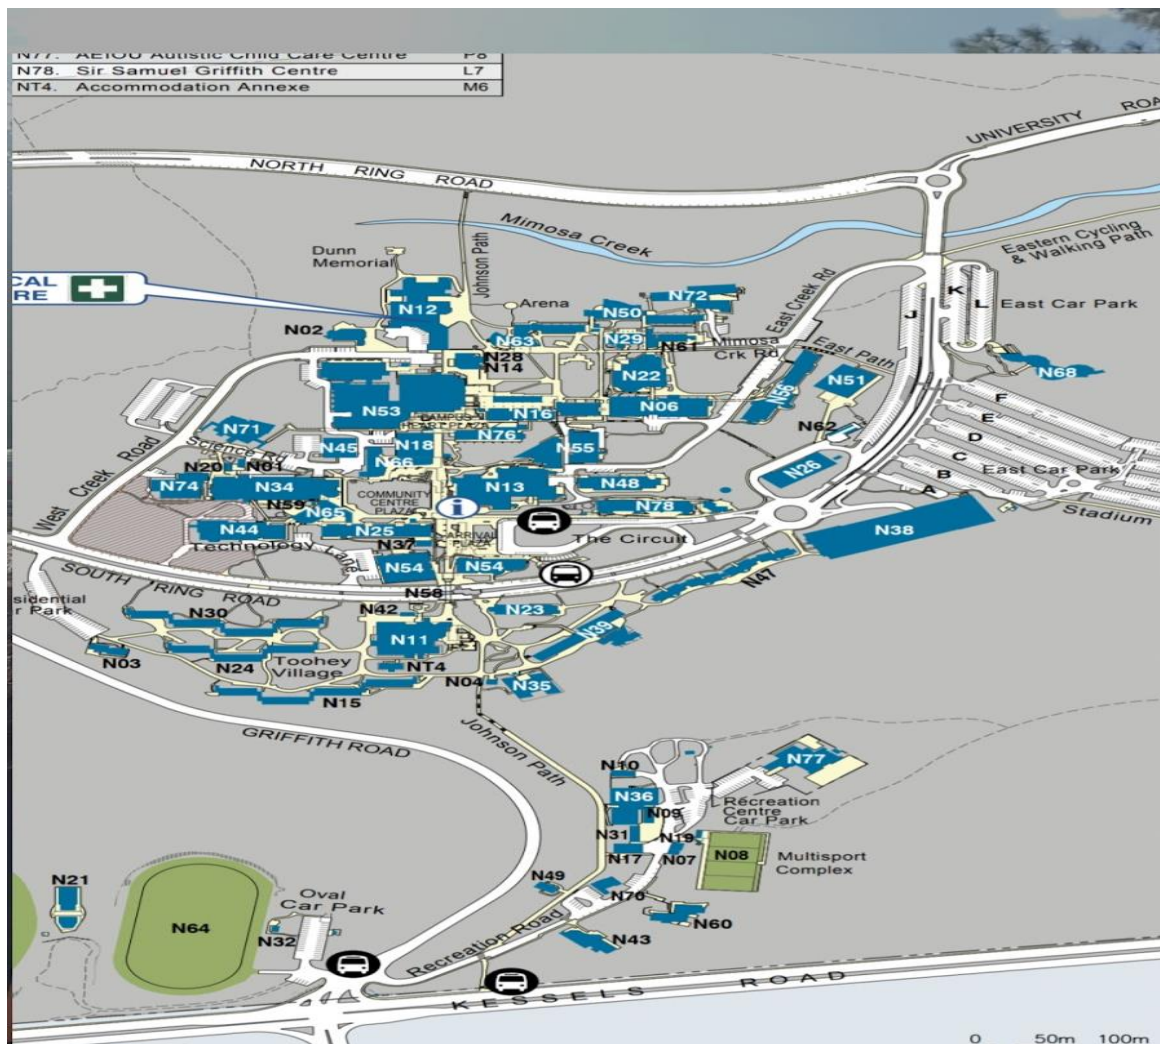 N77. AEIOU Autistic Child Care Centre P8
N78. Sir Samuel Griffith Centre L7
NT4. Accommodation Annexe M6
UNIVERSITY ROA
NORTH RING ROAD
Mimosa Creek
Johnson Path
Eastern Cycling
& Walking Path
Dunn
Memorial
CAL
RE
N12
Arena
N72
N50
East Creek Rd
K
J
L
East Car Park
N02
N63
N29
N61
Mimosa
Crk Rd
East Path
N28
N14
N22
N56
N51
N68
N53
N16
N06
F
E
D
C
B
A
East Car Park
Stadium
N71
Science Rd
N45
N18
N76
N55
N62
N66
N26
N20
N01
N74
N34
N59
N65
COMMUNITY
CENTRE
PLAZA
i
N13
N48
N78
N38
West Creek Road
N44
N25
N37
Technology Lane
The Circuit
N54
N54
N47
SOUTH RING ROAD
N58
sidential
r Park
N30
N42
N23
N11
N39
N03
N24
Toohey
Village
NT4
N04
N35
N15
GRIFFITH ROAD
Johnson Path
N10
N77
N36
N09
Recreation
Centre
Car Park
N31
N19
N17
N07
N08
Multisport
Complex
N49
N70
N21
Oval
Car Park
N64
N32
Recreation Road
N60
N43
KESSELS ROAD
0 50m 100m